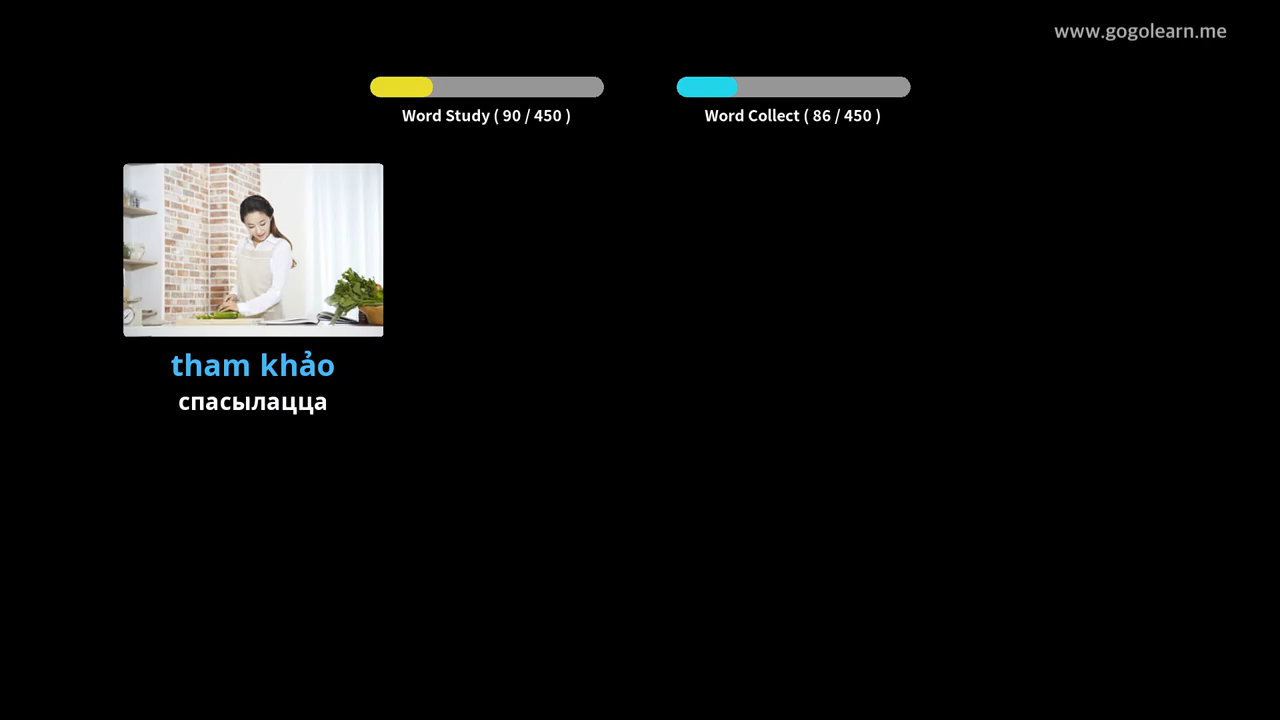 www.gogolearn.me
Word Study ( 90 / 450 )
Word Collect ( 86 / 450 )
tham khảo
спасылацца